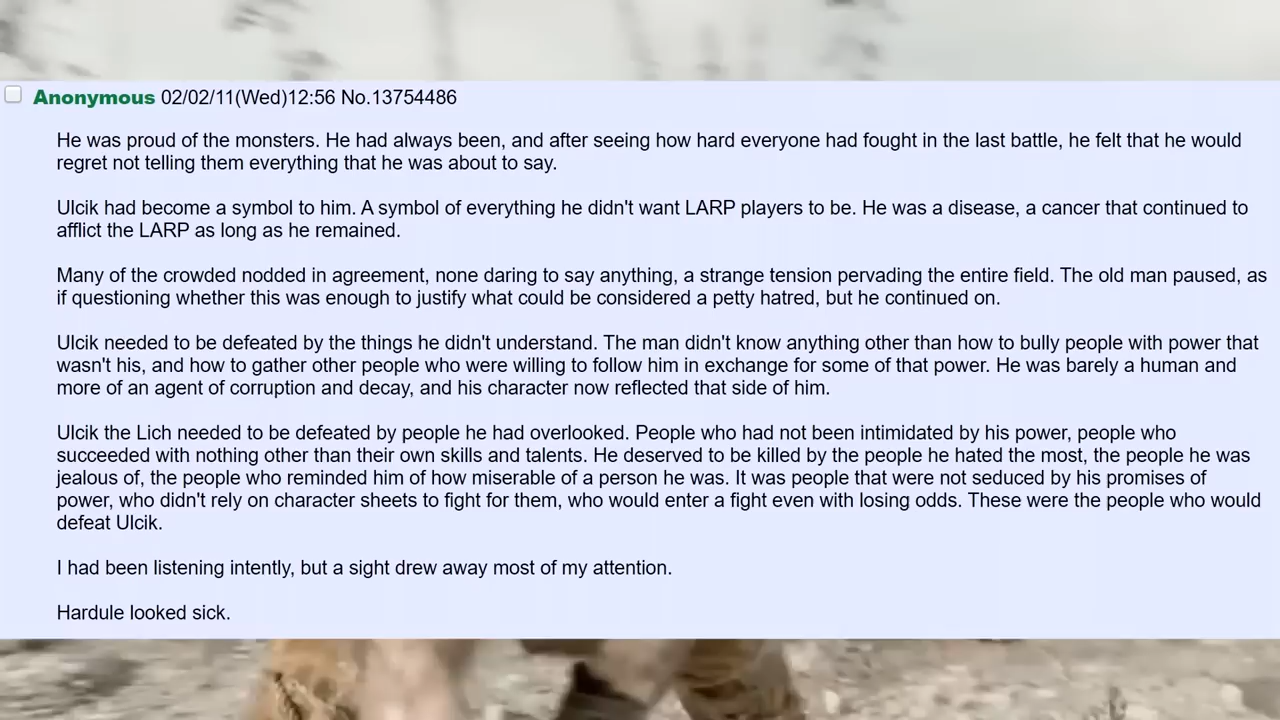 Anonymous 02/02/11(Wed)12:56 No.13754486
He was proud of the monsters. He had always been, and after seeing how hard everyone had fought in the last battle, he felt that he would
regret not telling them everything that he was about to say.
Ulcik had become a symbol to him. A symbol of everything he didn't want LARP players to be. He was a disease, a cancer that continued to
afflict the LARP as long as he remained.
Many of the crowded nodded in agreement, none daring to say anything, a strange tension pervading the entire field. The old man paused, as
if questioning whether this was enough to justify what could be considered a petty hatred, but he continued on.
Ulcik needed to be defeated by the things he didn't understand. The man didn't know anything other than how to bully people with power that
wasn't his, and how to gather other people who were willing to follow him in exchange for some of that power. He was barely a human and
more of an agent of corruption and decay, and his character now reflected that side of him.
Ulcik the Lich needed to be defeated by people he had overlooked. People who had not been intimidated by his power, people who
succeeded with nothing other than their own skills and talents. He deserved to be killed by the people he hated the most, the people he was
jealous of, the people who reminded him of how miserable of a person he was. It was people that were not seduced by his promises of
power, who didn't rely on character sheets to fight for them, who would enter a fight even with losing odds. These were the people who would
defeat Ulcik.
I had been listening intently, but a sight drew away most of my attention.
Hardule looked sick.